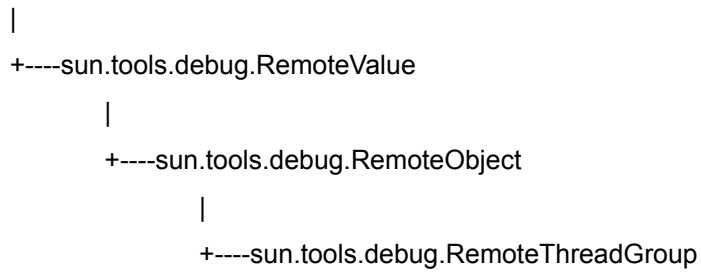 |
+----sun.tools.debug.RemoteValue
|
+----sun.tools.debug.RemoteObject
|
+----sun.tools.debug.RemoteThreadGroup